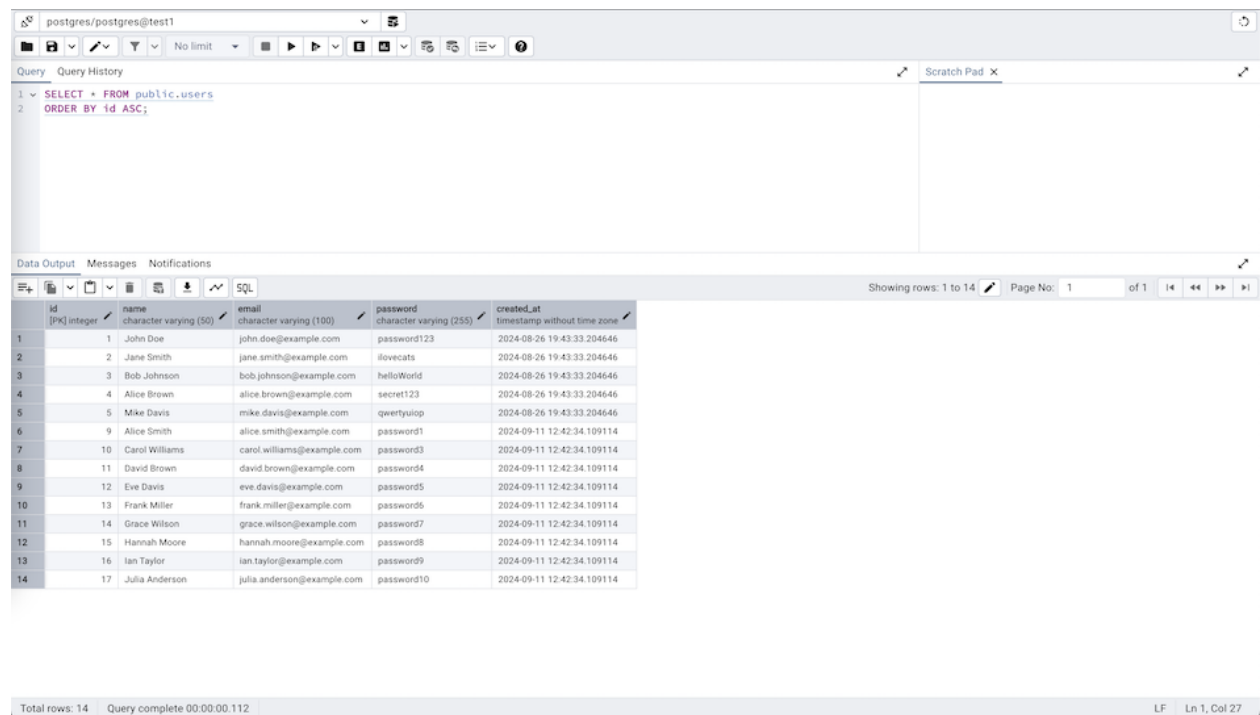 postgres/postgres@test1
No limit
Query Query History
Scratch Pad
1 SELECT * FROM public.users
2 ORDER BY id ASC;
Data Output Messages Notifications
SQL
Showing rows: 1 to 14 Page No: 1 of 1
id name email password created_at
[PK] integer character varying (50) character varying (100) character varying (255) timestamp without time zone
1 1 John Doe john.doe@example.com password123 2024-08-26 19:43:33.204646
2 2 Jane Smith jane.smith@example.com ilovecats 2024-08-26 19:43:33.204646
3 3 Bob Johnson bob.johnson@example.com helloWorld 2024-08-26 19:43:33.204646
4 4 Alice Brown alice.brown@example.com secret123 2024-08-26 19:43:33.204646
5 5 Mike Davis mike.davis@example.com qwertyuiop 2024-08-26 19:43:33.204646
6 9 Alice Smith alice.smith@example.com password1 2024-09-11 12:42:34.109114
7 10 Carol Williams carol.williams@example.com password3 2024-09-11 12:42:34.109114
8 11 David Brown david.brown@example.com password4 2024-09-11 12:42:34.109114
9 12 Eve Davis eve.davis@example.com password5 2024-09-11 12:42:34.109114
10 13 Frank Miller frank.miller@example.com password6 2024-09-11 12:42:34.109114
11 14 Grace Wilson grace.wilson@example.com password7 2024-09-11 12:42:34.109114
12 15 Hannah Moore hannah.moore@example.com password8 2024-09-11 12:42:34.109114
13 16 Ian Taylor ian.taylor@example.com password9 2024-09-11 12:42:34.109114
14 17 Julia Anderson julia.anderson@example.com password10 2024-09-11 12:42:34.109114
Total rows: 14 Query complete 00:00:00.112 LF Ln 1, Col 27